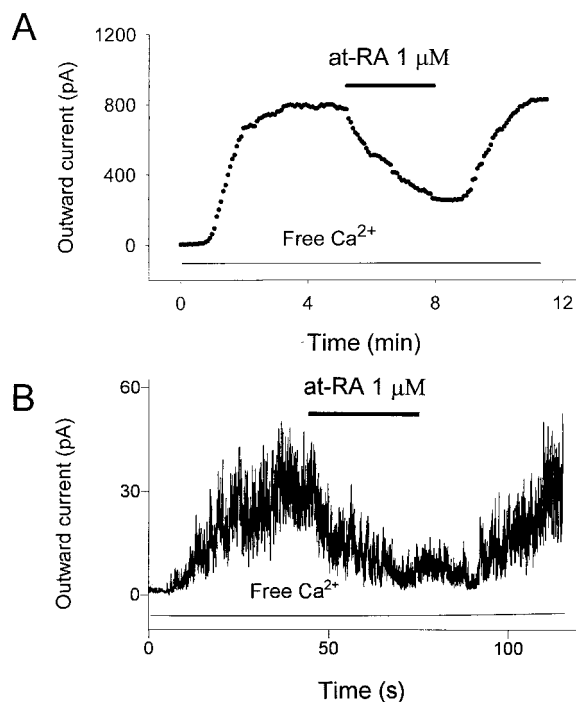 A
1200
800
400
0
Outward current (pA)
at-RA 1 μM
Free Ca²⁺
0 4 8 12
Time (min)
B
60
30
0
Outward current (pA)
at-RA 1 μM
Free Ca²⁺
0 50 100
Time (s)